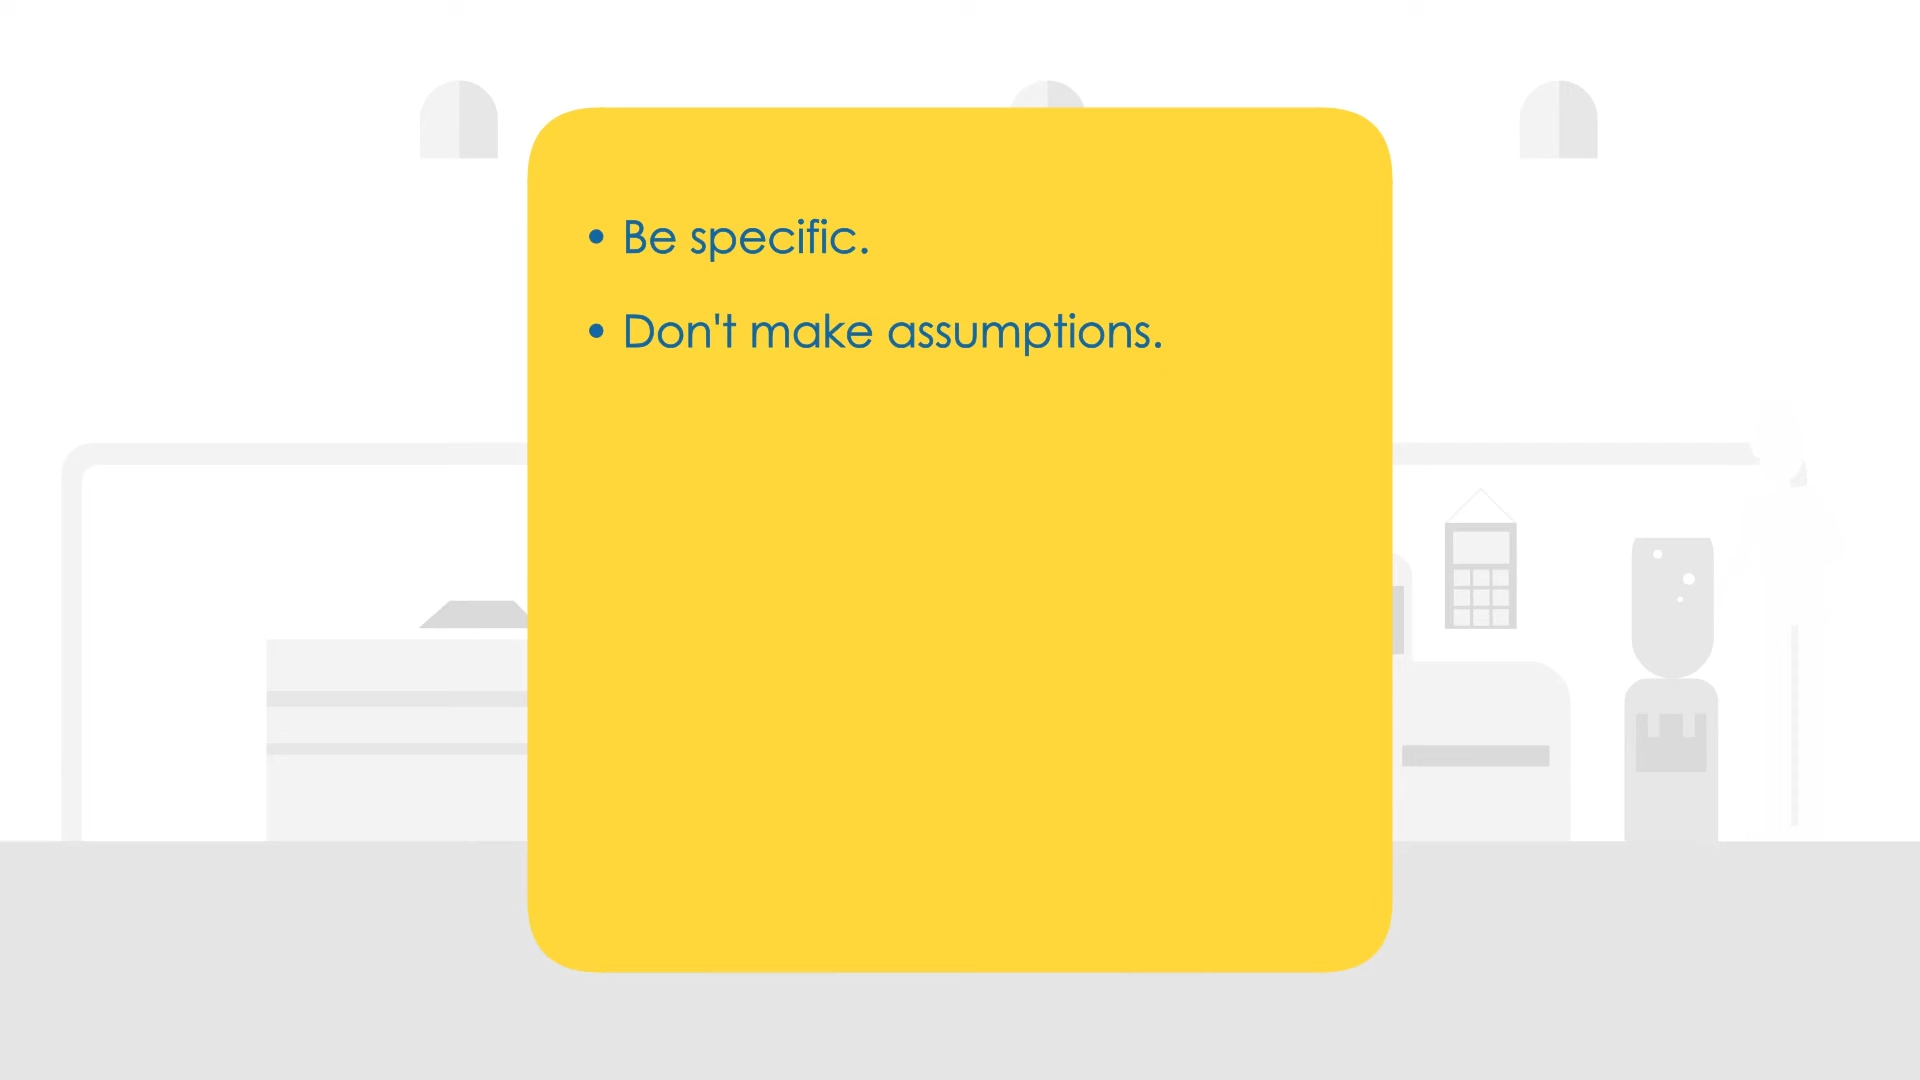 • Be specific.
• Don't make assumptions.